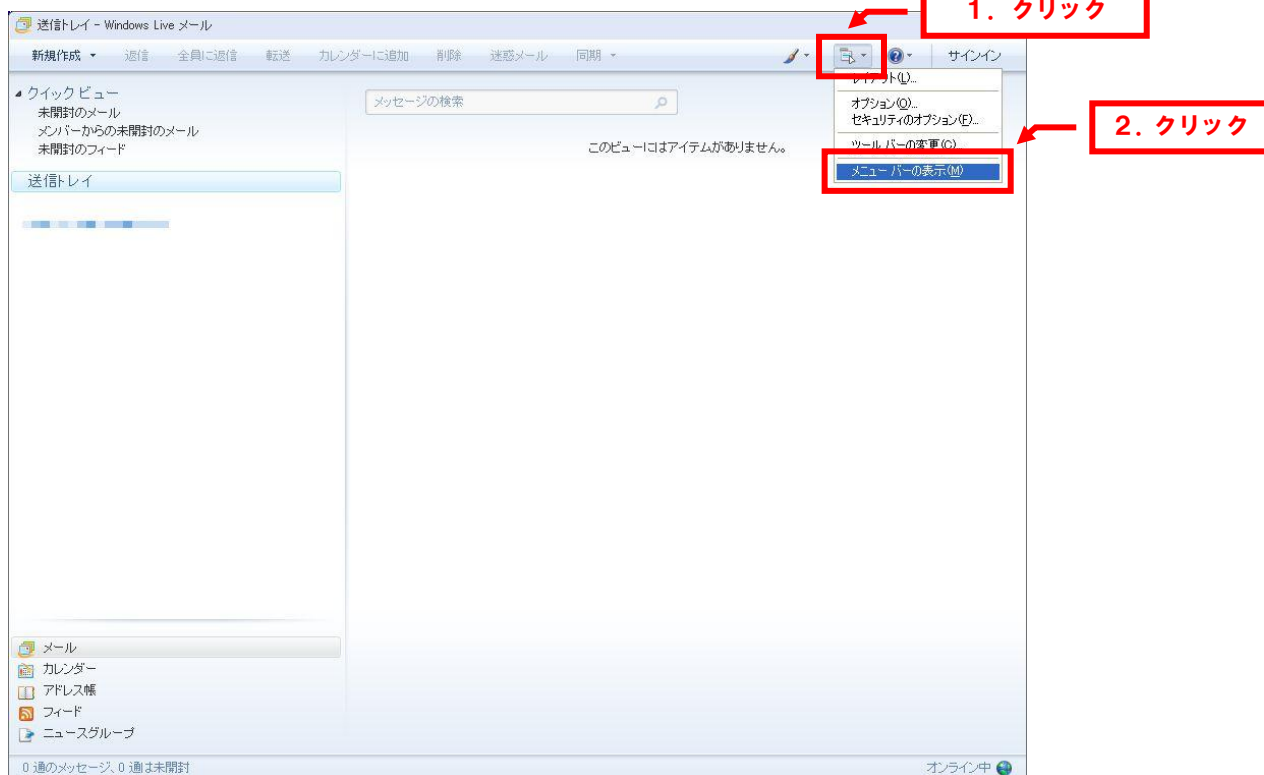 1. クリック
送信トレイ - Windows Live メール
新規作成 返信 全員に返信 転送 カレンダーに追加 削除 迷惑メール 同期 サインイン
クイック ビュー
未開封のメール
メンバーからの未開封のメール
未開封のフィード
送信トレイ
メッセージの検索
このビューにはアイテムがありません。
レイアウト(L)...
オプション(O)...
セキュリティのオプション(E)...
ツール バーの変更(C)...
メニュー バーの表示(M)
2. クリック
メール
カレンダー
アドレス帳
フィード
ニュースグループ
0 通のメッセージ、0 通は未開封
オンライン中